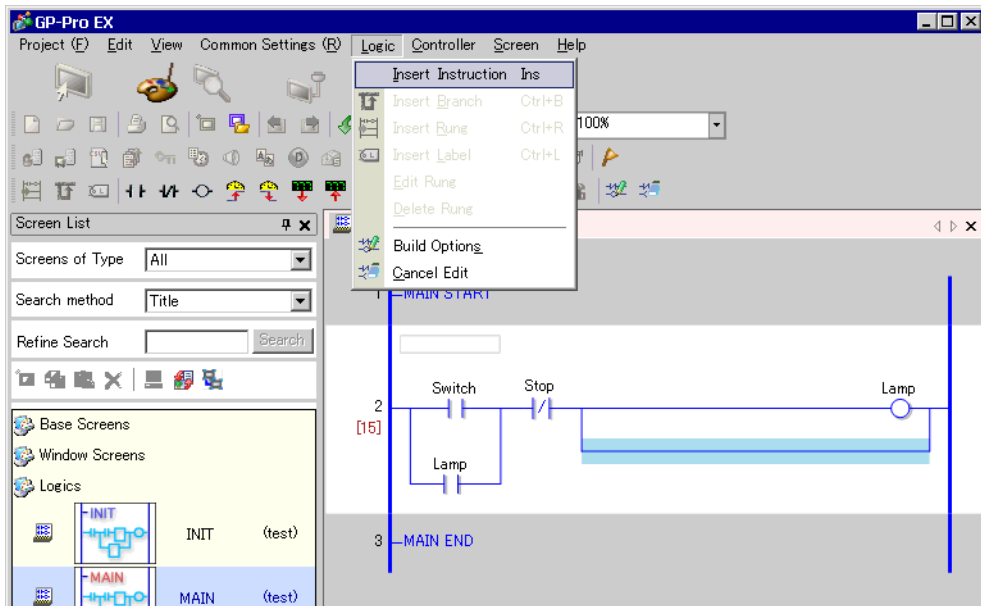 GP-Pro EX
Project (F) Edit View Common Settings (R) Logic Controller Screen Help
Insert Instruction Ins
Insert Branch Ctrl+B
Insert Rung Ctrl+R
Insert Label Ctrl+L
Edit Rung
Delete Rung
Build Options
Cancel Edit
100%
Screen List
Screens of Type All
Search method Title
Refine Search Search
Base Screens
Window Screens
Logics
INIT
INIT (test)
MAIN
MAIN (test)
1 MAIN START
Switch Stop Lamp
2
[15]
Lamp
3 MAIN END